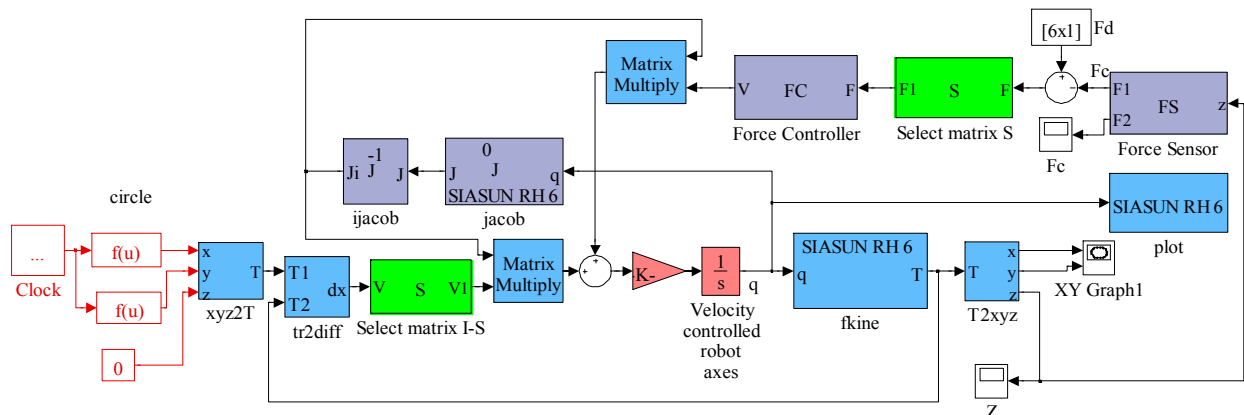 [6x1]
Fd
Matrix
Multiply
V
FC
F
Force Controller
F1
S
F
Select matrix S
Fc
F1
F2
FS
z
Force Sensor
Fc
Ji
-1
J
J
ijacob
J
0
J
q
SIASUN RH 6
jacob
SIASUN RH 6
plot
circle
...
Clock
f(u)
f(u)
0
x
y
z
T
xyz2T
T1
T2
dx
tr2diff
V
S
V1
Select matrix I-S
Matrix
Multiply
+
+
+
-
-K-
1
s
q
Velocity
controlled
robot
axes
SIASUN RH 6
q
T
fkine
T
x
y
z
T2xyz
XY Graph1
Z